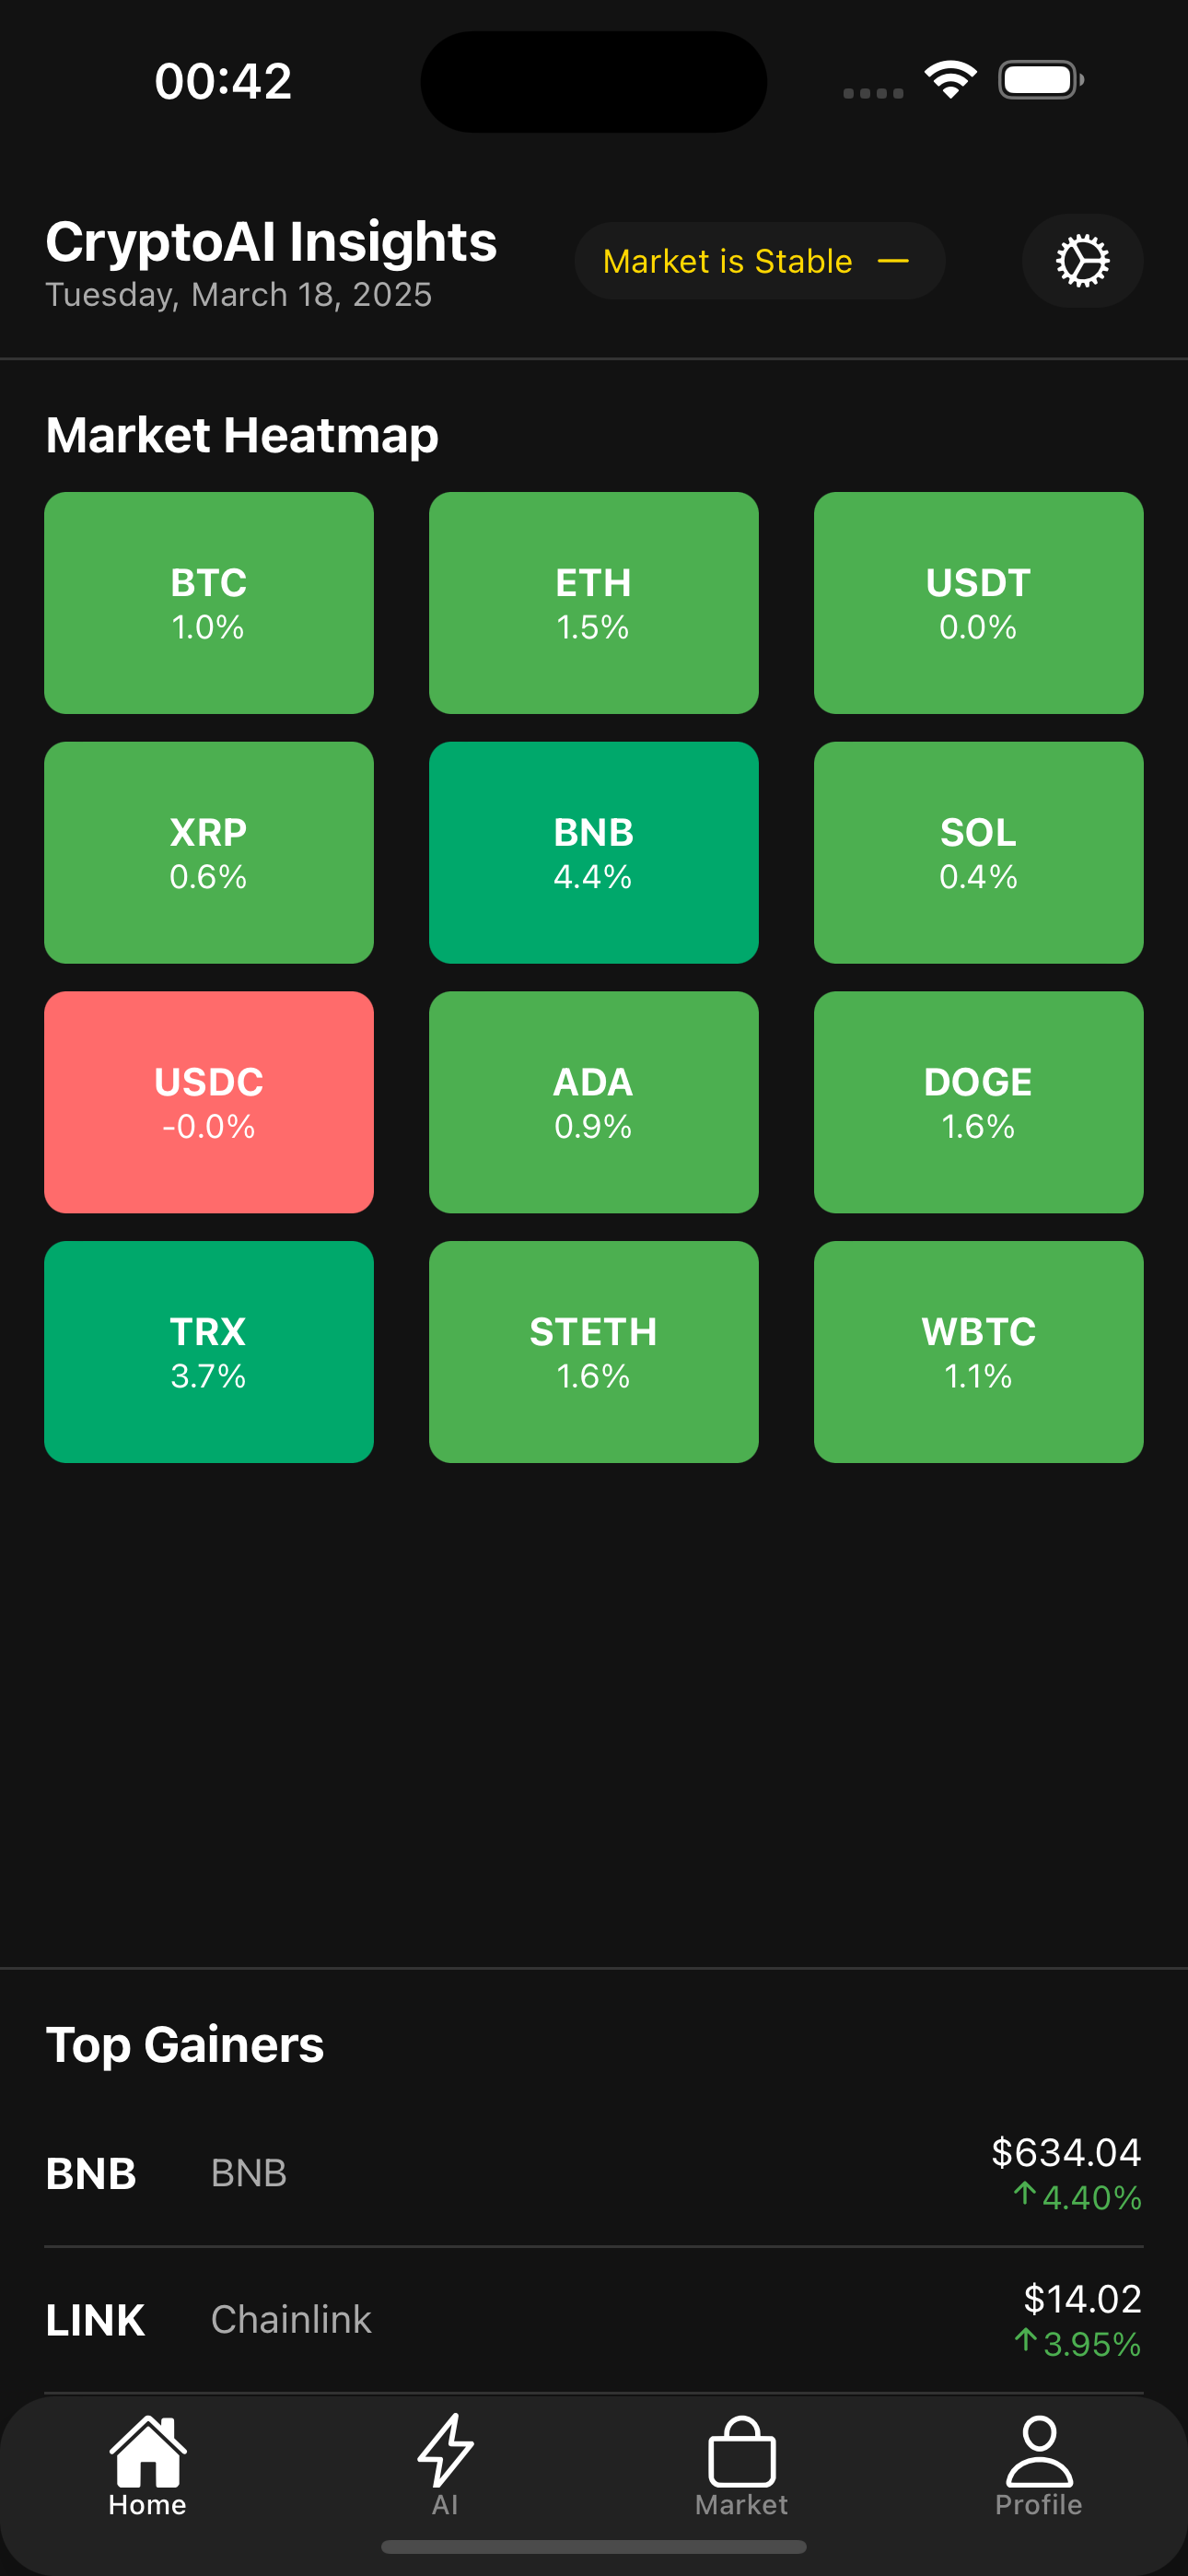 00:42
CryptoAI Insights
Tuesday, March 18, 2025
Market is Stable
Market Heatmap
BTC
1.0%
ETH
1.5%
USDT
0.0%
XRP
0.6%
BNB
4.4%
SOL
0.4%
USDC
-0.0%
ADA
0.9%
DOGE
1.6%
TRX
3.7%
STETH
1.6%
WBTC
1.1%
Top Gainers
BNB BNB $634.04
↑4.40%
LINK Chainlink $14.02
↑3.95%
Home AI Market Profile